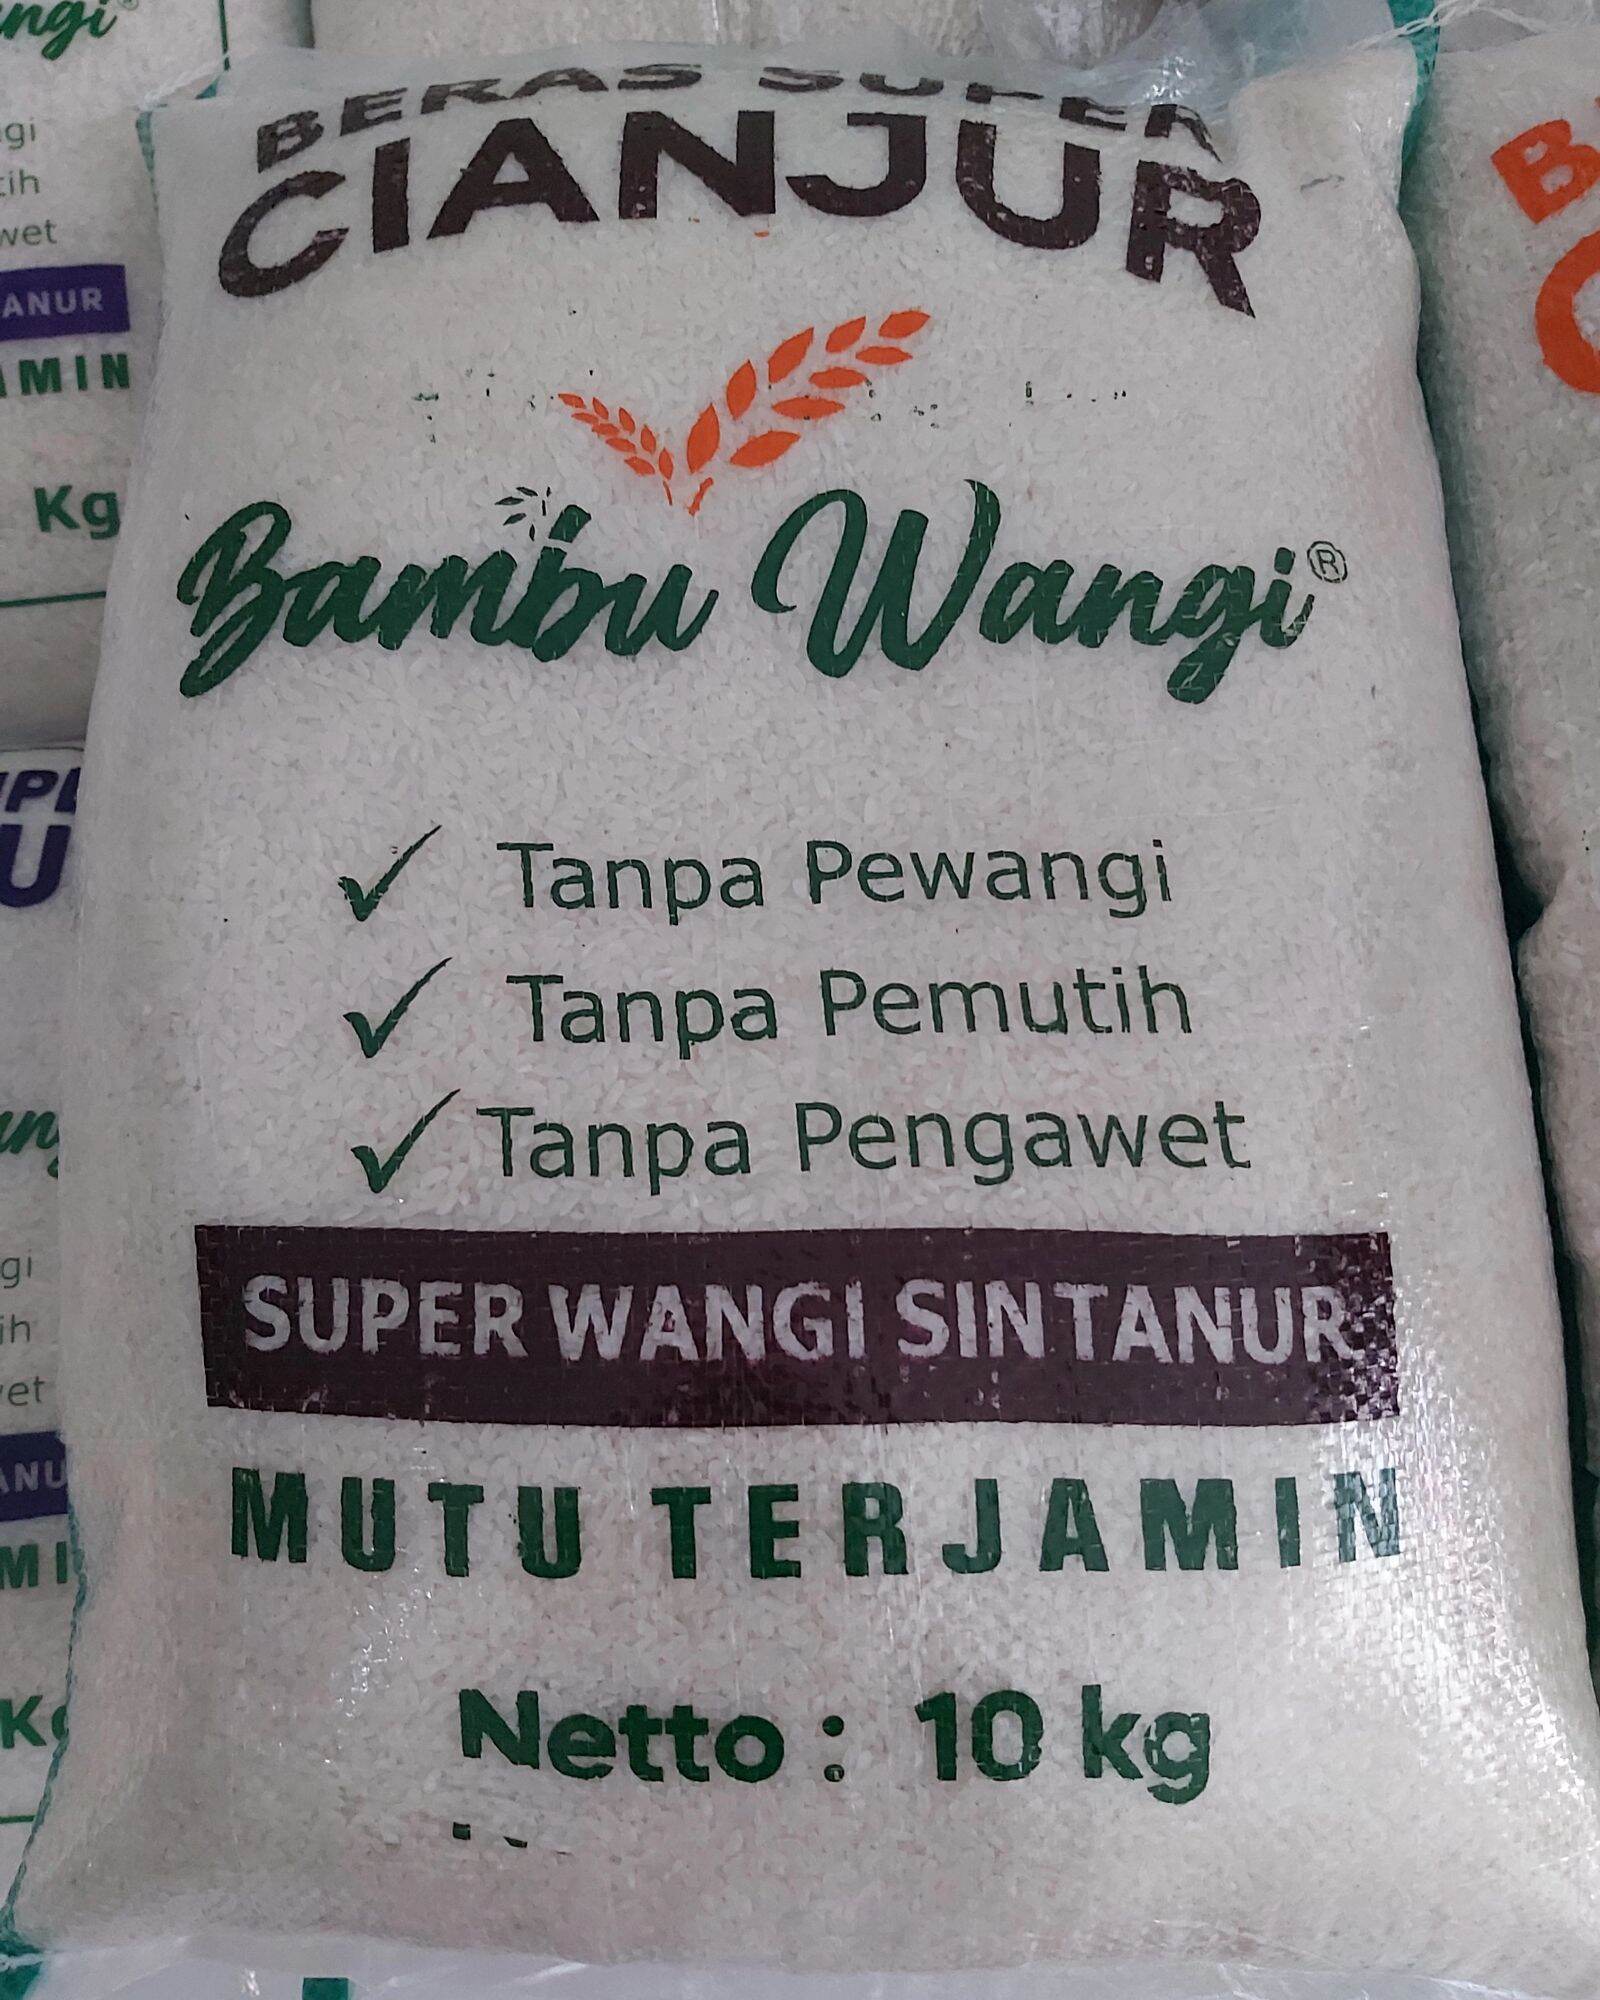 BERAS SUPER
CIANJUR
Bambu Wangi®
✓ Tanpa Pewangi
✓ Tanpa Pemutih
✓ Tanpa Pengawet
SUPER WANGI SINTANUR
MUTU TERJAMIN
Netto : 10 kg
Kg